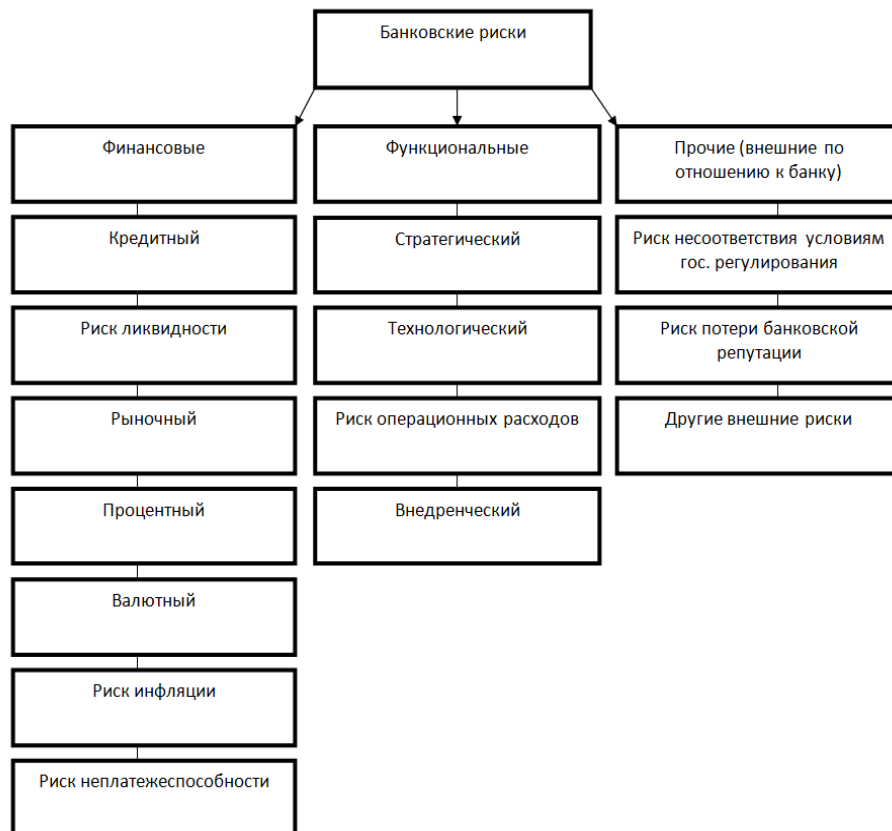 Банковские риски
Финансовые
Кредитный
Риск ликвидности
Рыночный
Процентный
Валютный
Риск инфляции
Риск неплатежеспособности
Функциональные
Стратегический
Технологический
Риск операционных расходов
Внедренческий
Прочие (внешние по
отношению к банку)
Риск несоответствия условиям
гос. регулирования
Риск потери банковской
репутации
Другие внешние риски